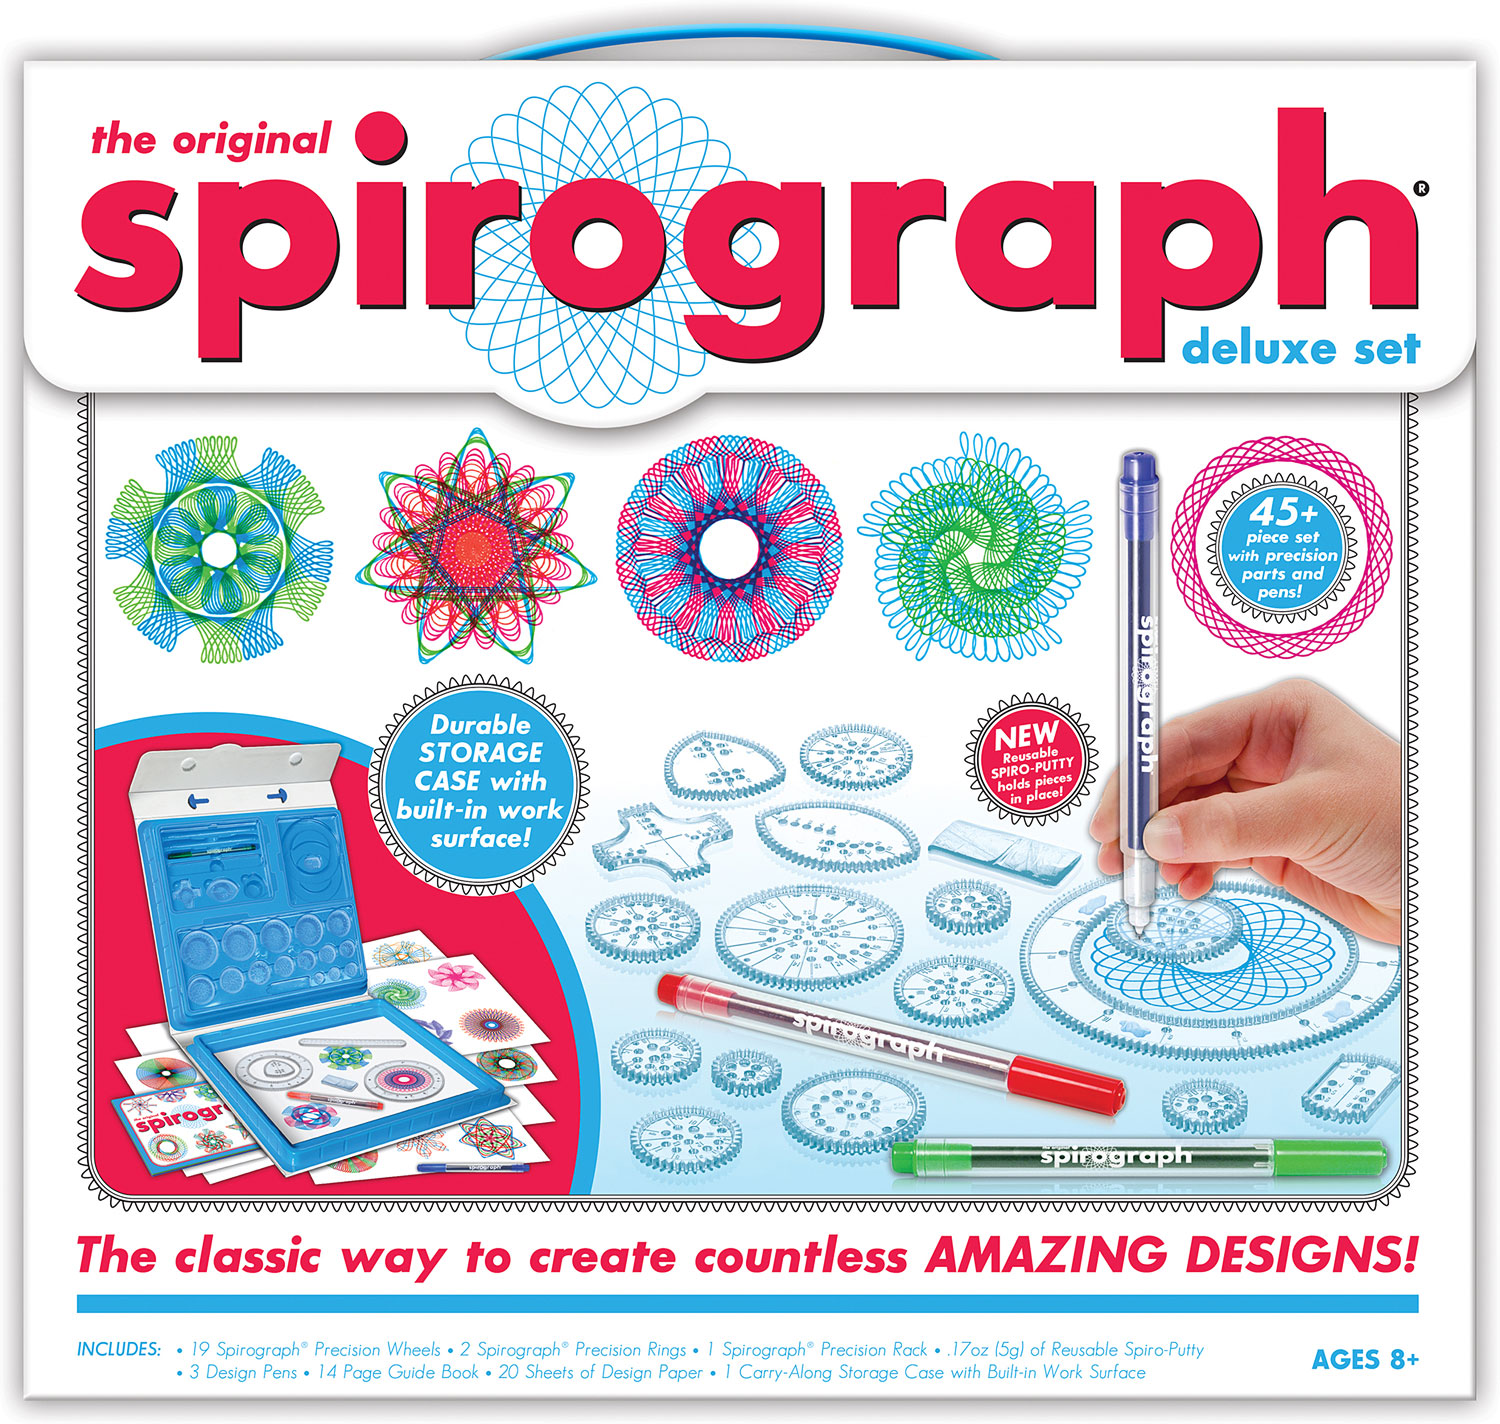 the original
spirograph®
deluxe set
45+
piece set
with precision
parts and
pens!
spirograph
Durable
STORAGE
CASE with
built-in work
surface!
NEW
Reusable
SPIRO-PUTTY
holds pieces
in place!
spirograph
spirograph
spirogr
spirograph
The classic way to create countless AMAZING DESIGNS!
INCLUDES: • 19 Spirograph® Precision Wheels • 2 Spirograph® Precision Rings • 1 Spirograph® Precision Rack • .17oz (5g) of Reusable Spiro-Putty
• 3 Design Pens • 14 Page Guide Book • 20 Sheets of Design Paper • 1 Carry-Along Storage Case with Built-in Work Surface
AGES 8+